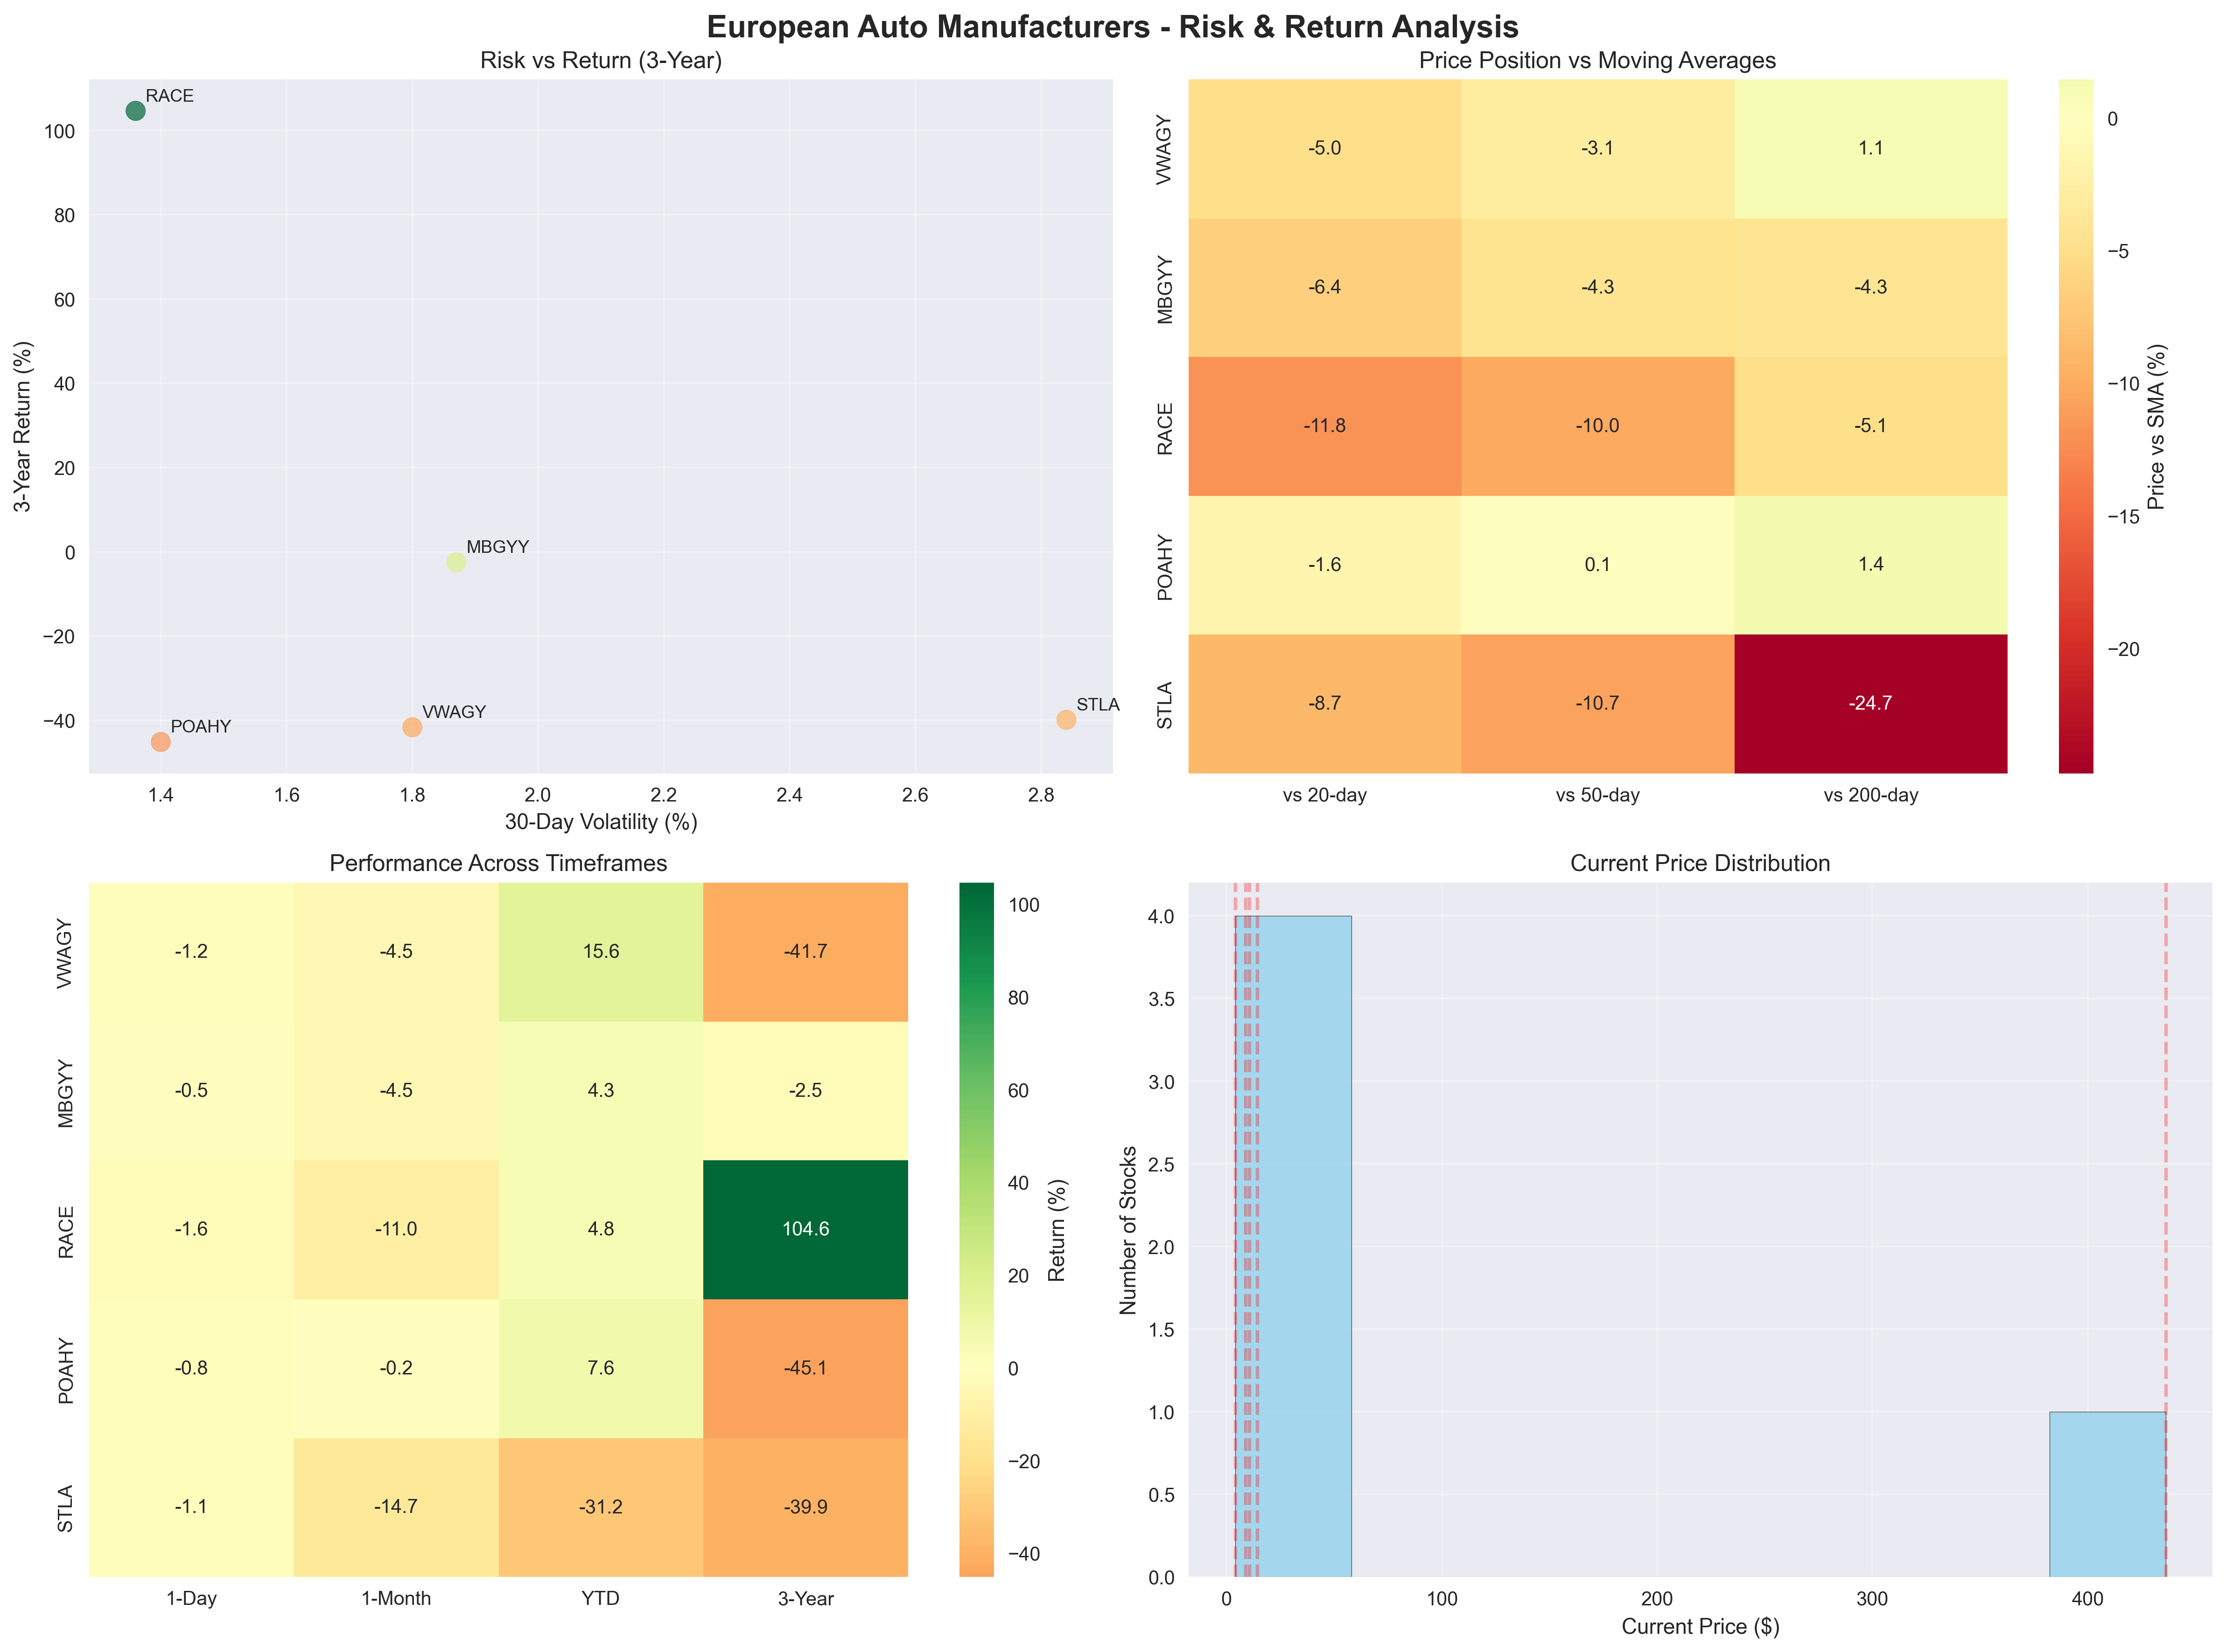 European Auto Manufacturers - Risk & Return Analysis
Risk vs Return (3-Year)
3-Year Return (%)
100
80
60
40
20
0
−20
−40
RACE
MBGYY
POAHY
VWAGY
STLA
1.4 1.6 1.8 2.0 2.2 2.4 2.6 2.8
30-Day Volatility (%)
Price Position vs Moving Averages
VWAGY -5.0 -3.1 1.1
MBGYY -6.4 -4.3 -4.3
RACE -11.8 -10.0 -5.1
POAHY -1.6 0.1 1.4
STLA -8.7 -10.7 -24.7
vs 20-day vs 50-day vs 200-day
0
−5
−10
−15
−20
Price vs SMA (%)
Performance Across Timeframes
VWAGY -1.2 -4.5 15.6 -41.7
MBGYY -0.5 -4.5 4.3 -2.5
RACE -1.6 -11.0 4.8 104.6
POAHY -0.8 -0.2 7.6 -45.1
STLA -1.1 -14.7 -31.2 -39.9
1-Day 1-Month YTD 3-Year
100
80
60
40
20
0
−20
−40
Return (%)
Current Price Distribution
Number of Stocks
4.0
3.5
3.0
2.5
2.0
1.5
1.0
0.5
0.0
0 100 200 300 400
Current Price ($)